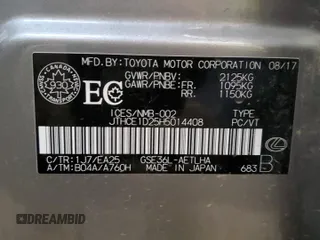 MFD.BY:TOYOTA MOTOR CORPORATION 08/17
GVWR/PNBV: 2125KG
GAWR/PNBE:FR. 1095KG
RR. 1150KG
CANADA
930
EC
ICES/NMB-002 TYPE
JTHCE1D25H5014408 PC/VT
C/TR:1J7/EA25 GSE36L-AETLHA
A/TM:B04A/A760H MADE IN JAPAN 683 B
© DREAMBID